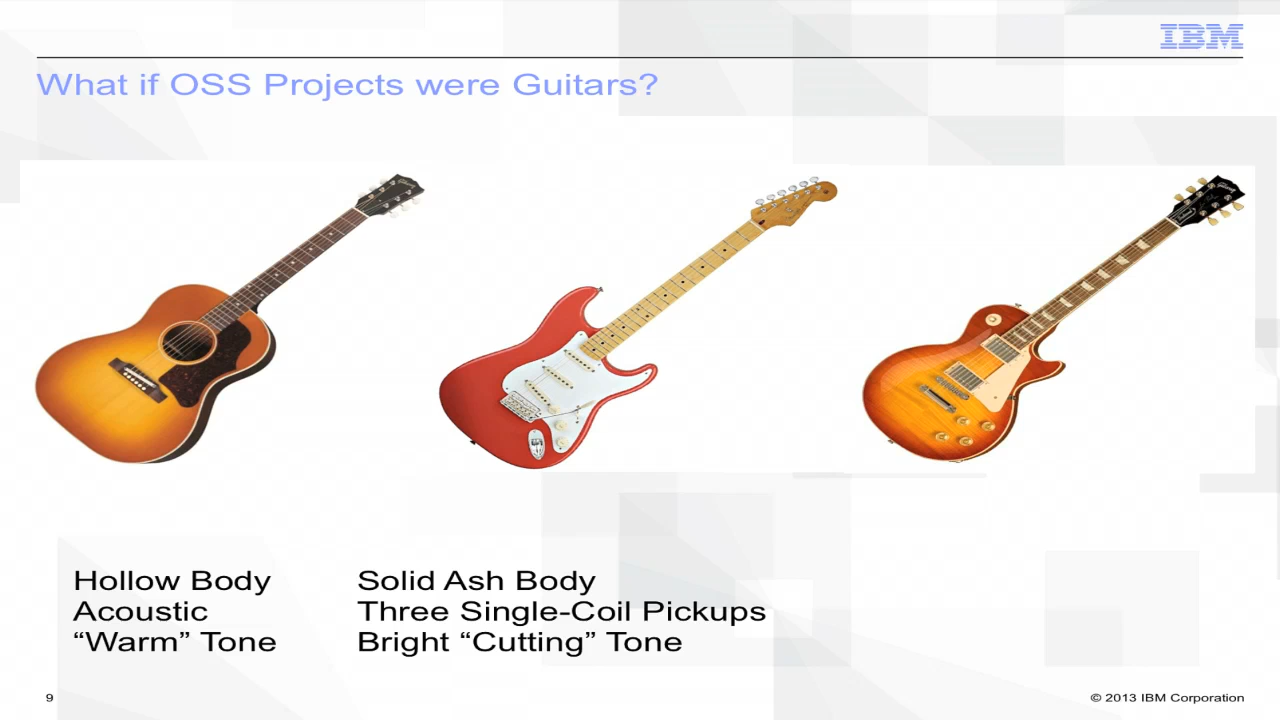 IBM
What if OSS Projects were Guitars?
Hollow Body
Acoustic
“Warm” Tone
Solid Ash Body
Three Single-Coil Pickups
Bright “Cutting” Tone
9
© 2013 IBM Corporation